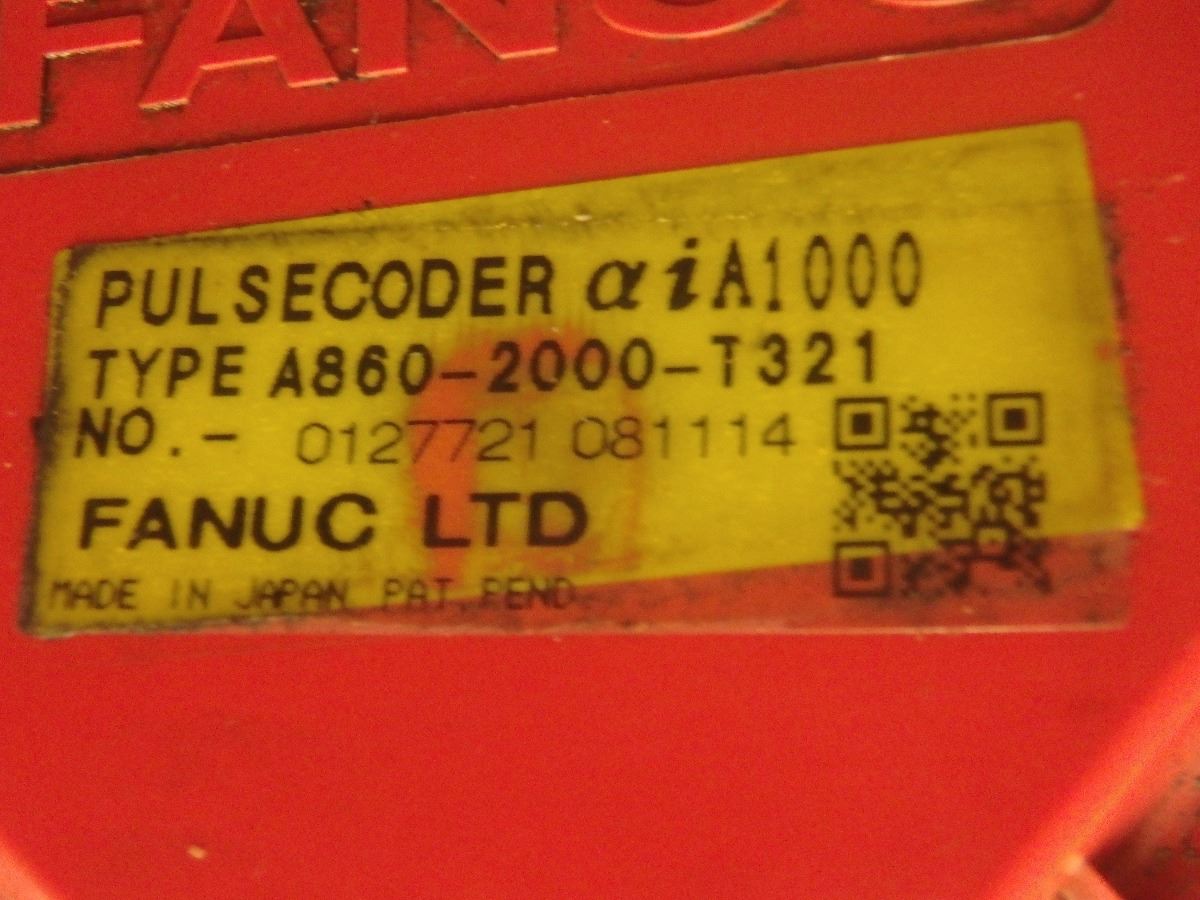 FANUC
PULSECODER αiA1000
TYPE A860-2000-T321
NO.- 0127721 081114
FANUC LTD
MADE IN JAPAN PAT.PEND.